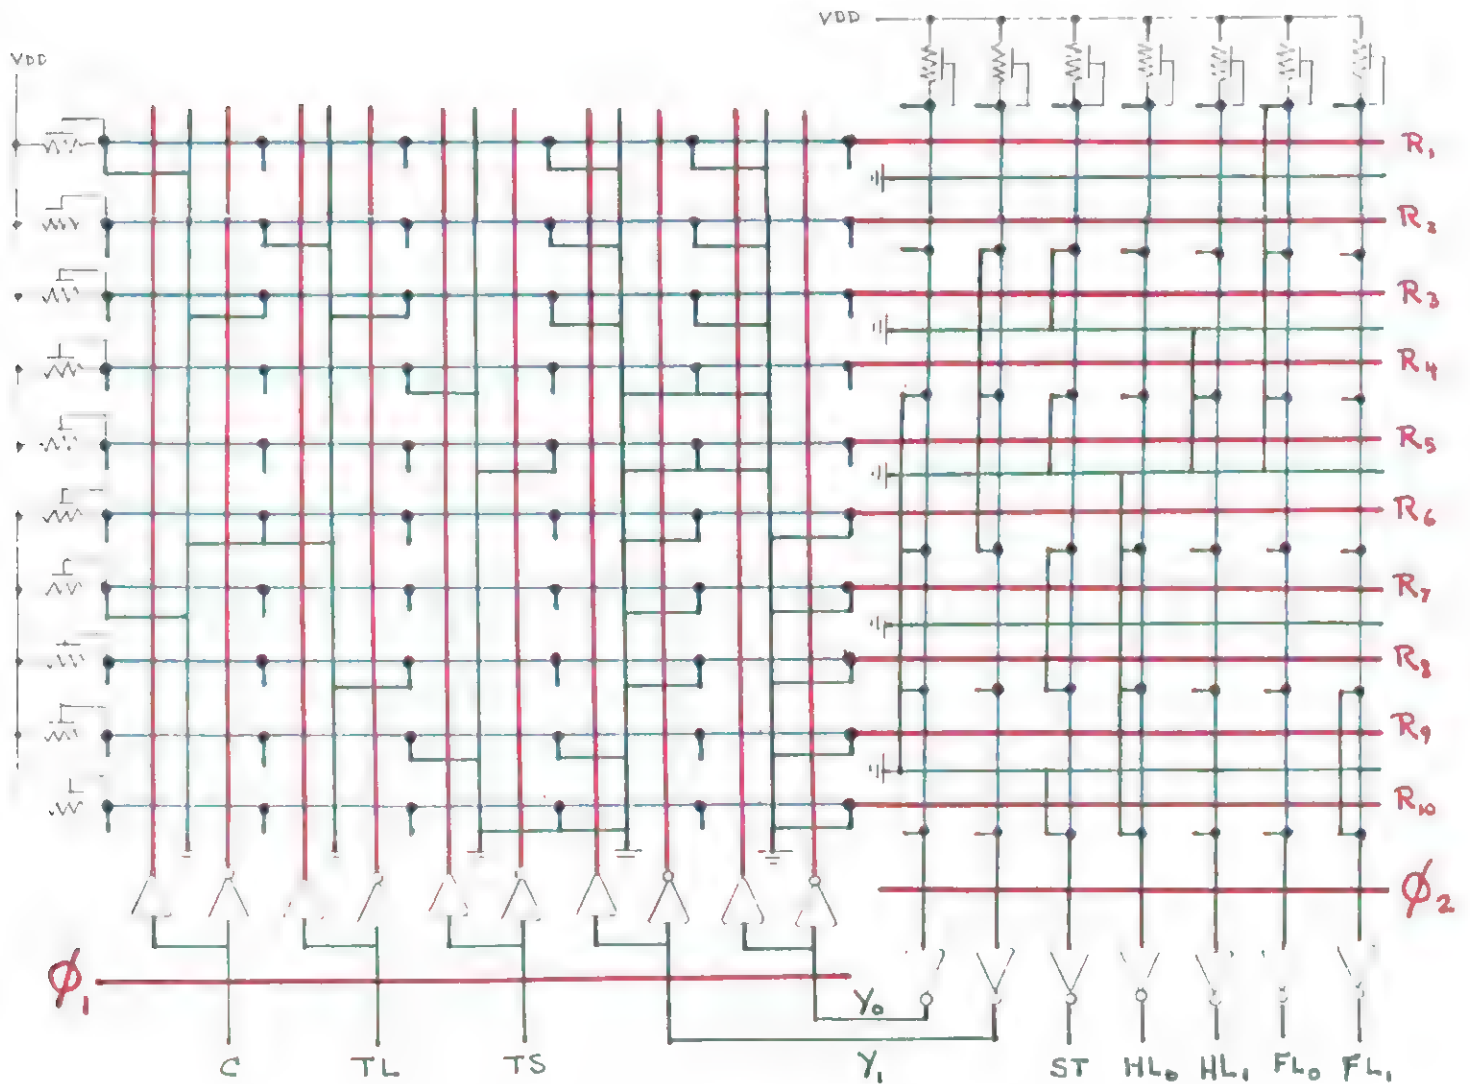 VDD
VDD
R₁
R₂
R₃
R₄
R₅
R₆
R₇
R₈
R₉
R₁₀
ϕ₂
ϕ₁
Y₀
Y₁
C TL TS ST HL₀ HL₁ FL₀ FL₁